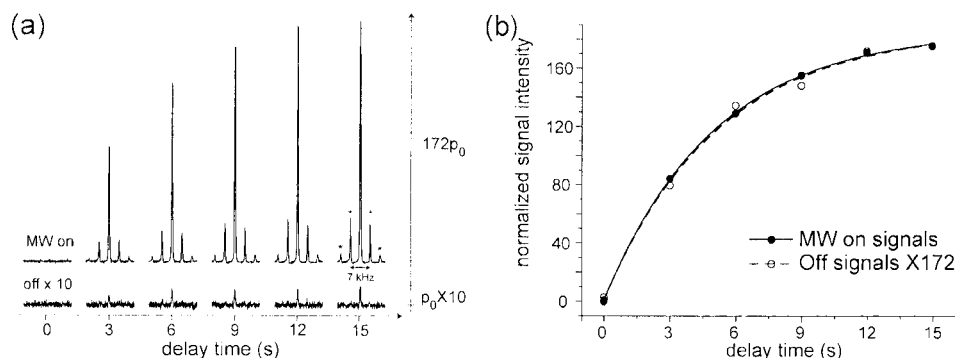 (a)
172p0
MW on
* * * *
7 kHz
off x 10
p0X10
0 3 6 9 12 15
delay time (s)
(b)
normalized signal intensity
160
120
80
40
0
MW on signals
Off signals X172
0 3 6 9 12 15
delay time (s)